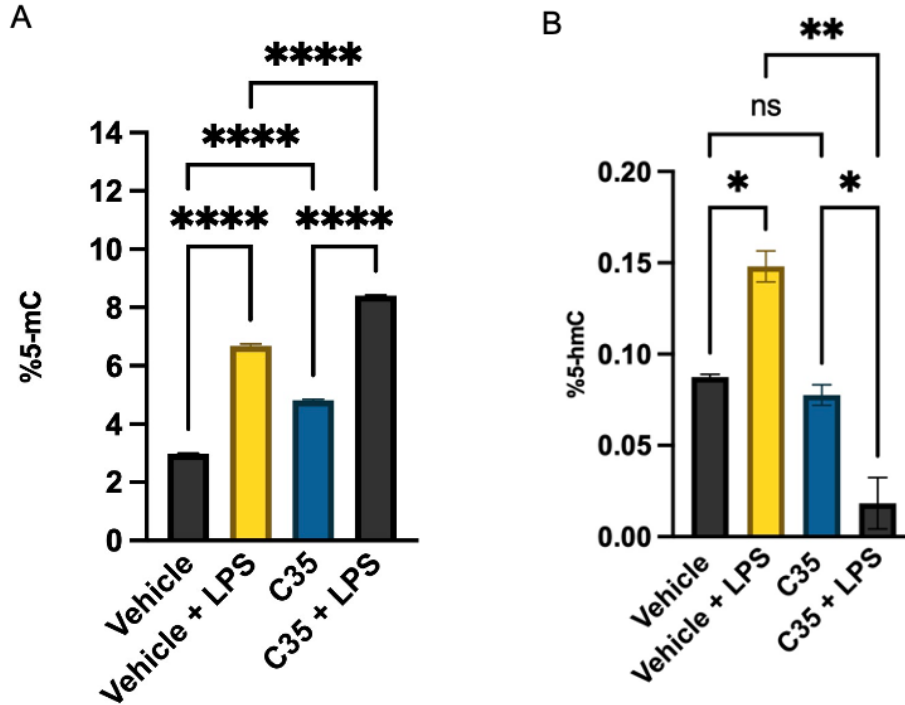 A
****
****
**** ****
14
12
10
8
6
4
2
0
%5-mC
Vehicle
Vehicle + LPS
C35
C35 + LPS
B
**
ns
* *
0.20
0.15
0.10
0.05
0.00
%5-hmC
Vehicle
Vehicle + LPS
C35
C35 + LPS